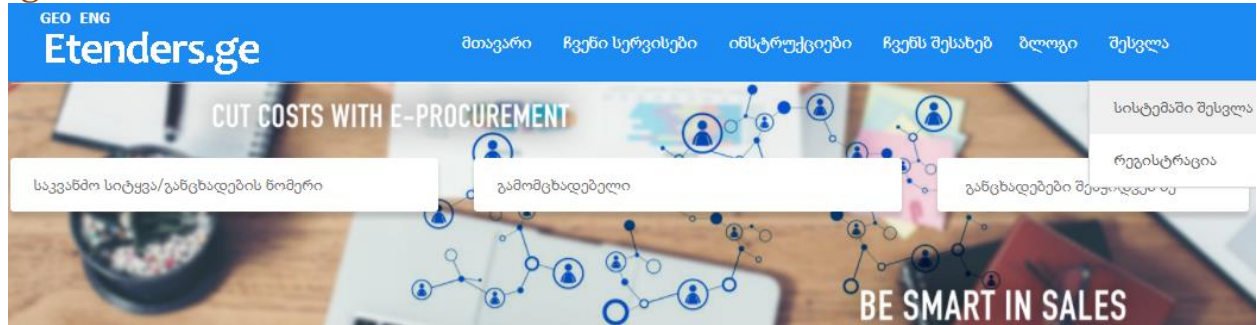 GEO ENG
Etenders.ge
მთავარი ჩვენი სერვისები ინსტრუქციები ჩვენს შესახებ ბლოგი შესვლა
სისტემაში შესვლა
რეგისტრაცია
CUT COSTS WITH E-PROCUREMENT
საკვანძო სიტყვა/განცხადების ნომერი
გამომცხადებელი
განცხადებები
BE SMART IN SALES